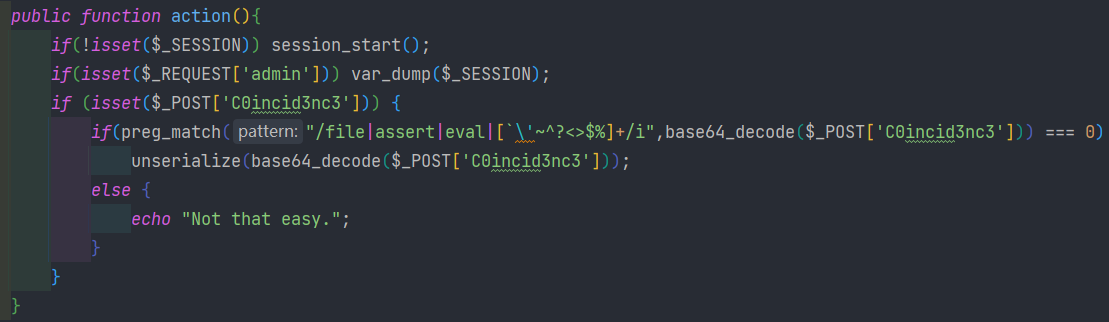 public function action(){
    if(!isset($_SESSION)) session_start();
    if(isset($_REQUEST['admin'])) var_dump($_SESSION);
    if (isset($_POST['C0incid3nc3'])) {
        if(preg_match( pattern: "/file|assert|eval|[`\'~^?<>$%]+/i",base64_decode($_POST['C0incid3nc3'])) === 0)
            unserialize(base64_decode($_POST['C0incid3nc3']));
        else {
            echo "Not that easy.";
        }
    }
}